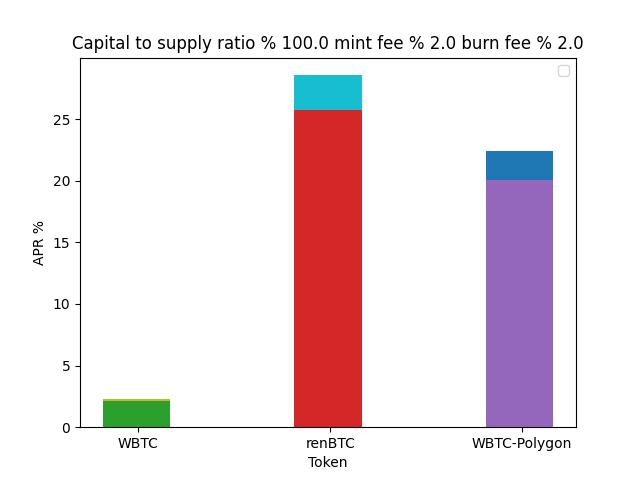 Capital to supply ratio % 100.0 mint fee % 2.0 burn fee % 2.0
25
20
15
10
5
0
APR %
WBTC renBTC WBTC-Polygon
Token